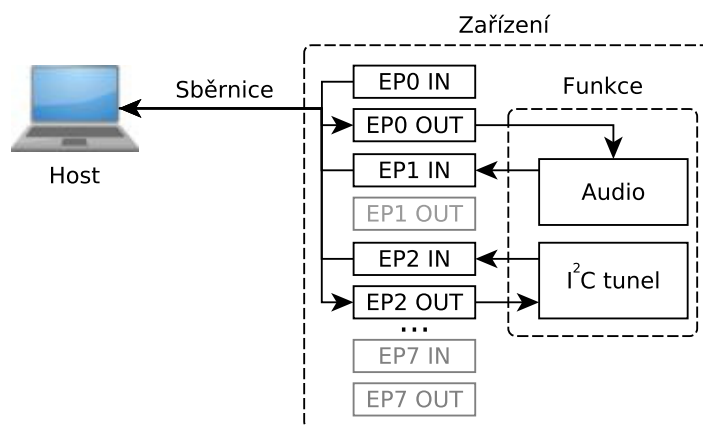 Zařízení
Sběrnice
Host
EP0 IN
EP0 OUT
EP1 IN
EP1 OUT
EP2 IN
EP2 OUT
...
EP7 IN
EP7 OUT
Funkce
Audio
I²C tunel